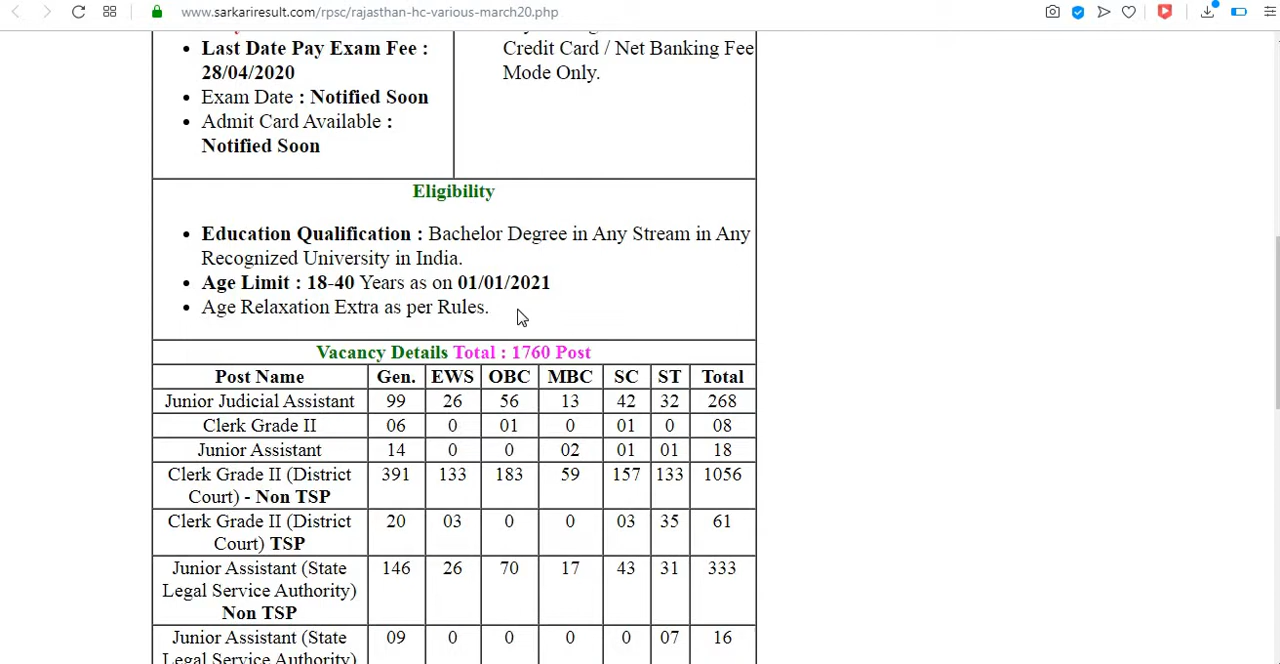 www.sarkariresult.com/rpsc/rajasthan-hc-various-march20.php
Last Date Pay Exam Fee :
28/04/2020
Exam Date : Notified Soon
Admit Card Available :
Notified Soon
Credit Card / Net Banking Fee
Mode Only.
Eligibility
Education Qualification : Bachelor Degree in Any Stream in Any
Recognized University in India.
Age Limit : 18-40 Years as on 01/01/2021
Age Relaxation Extra as per Rules.
Vacancy Details Total : 1760 Post
Post Name Gen. EWS OBC MBC SC ST Total
Junior Judicial Assistant 99 26 56 13 42 32 268
Clerk Grade II 06 0 01 0 01 0 08
Junior Assistant 14 0 0 02 01 01 18
Clerk Grade II (District 391 133 183 59 157 133 1056
Court) - Non TSP
Clerk Grade II (District 20 03 0 0 03 35 61
Court) TSP
Junior Assistant (State 146 26 70 17 43 31 333
Legal Service Authority)
Non TSP
Junior Assistant (State 09 0 0 0 0 07 16
Legal Service Authority)